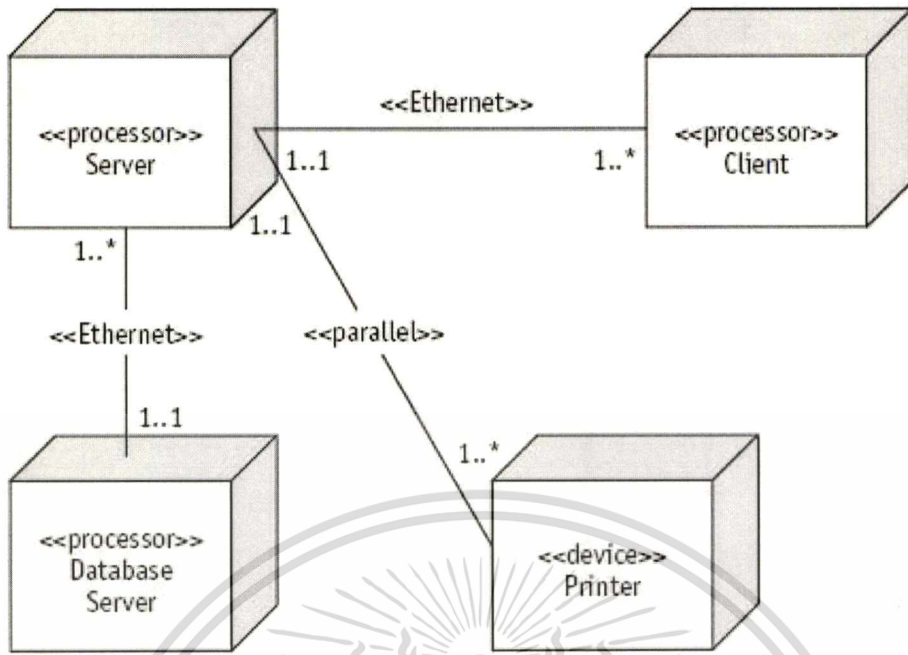 <<processor>>
Server
<<Ethernet>>
<<processor>>
Client
1..1
1..*
1..1
1..*
<<Ethernet>>
<<parallel>>
1..1
1..*
<<processor>>
Database
Server
<<device>>
Printer